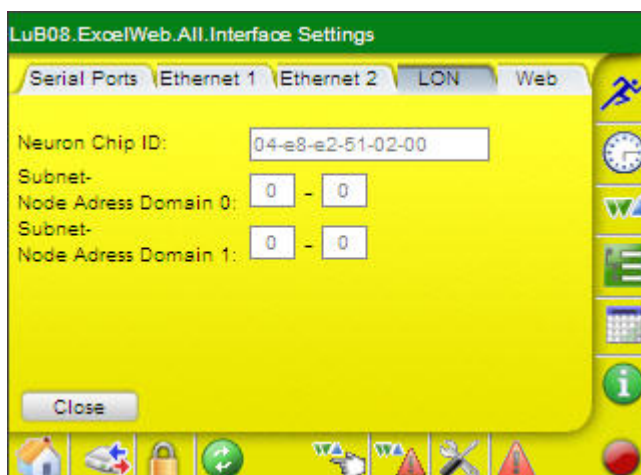 LuB08.ExcelWeb.All.Interface Settings
Serial Ports Ethernet 1 Ethernet 2 LON Web
Neuron Chip ID: 04-e8-e2-51-02-00
Subnet-
Node Adress Domain 0: 0 - 0
Subnet-
Node Adress Domain 1: 0 - 0
Close